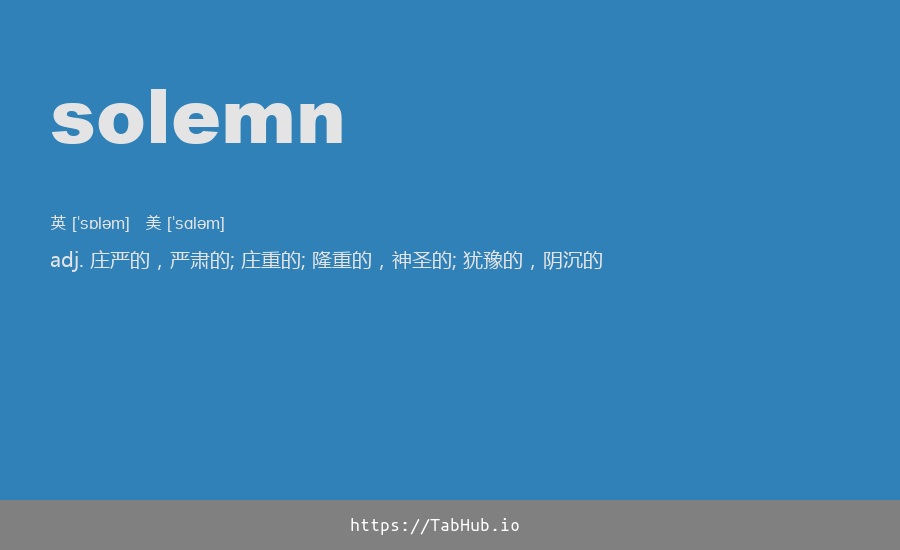 solemn
英 [ˈsɒləm]   美 [ˈsɑləm]
adj. 庄严的，严肃的; 庄重的; 隆重的，神圣的; 犹豫的，阴沉的
https://TabHub.io